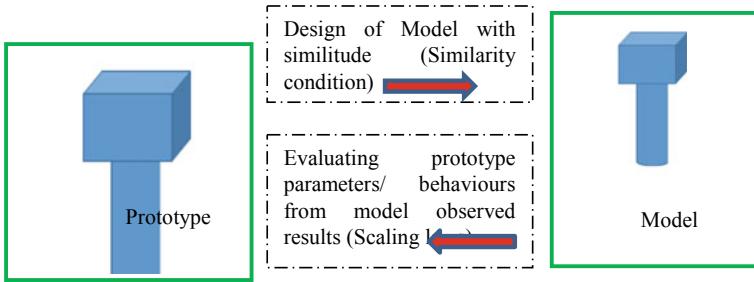 Design of Model with
similitude (Similarity
condition)
Evaluating prototype
parameters/ behaviours
from model observed
results (Scaling
Prototype
Model